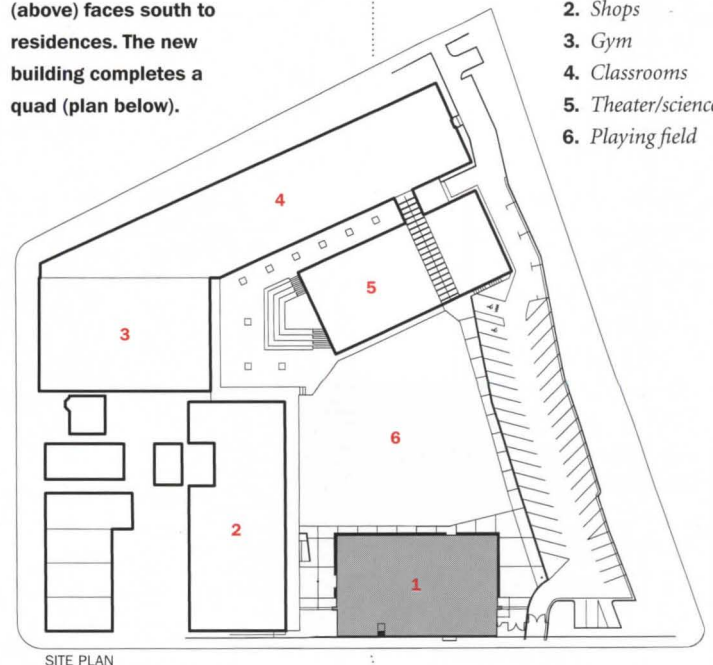 (above) faces south to
residences. The new
building completes a
quad (plan below).
2. Shops
3. Gym
4. Classrooms
5. Theater/science
6. Playing field
4
5
3
6
2
1
SITE PLAN